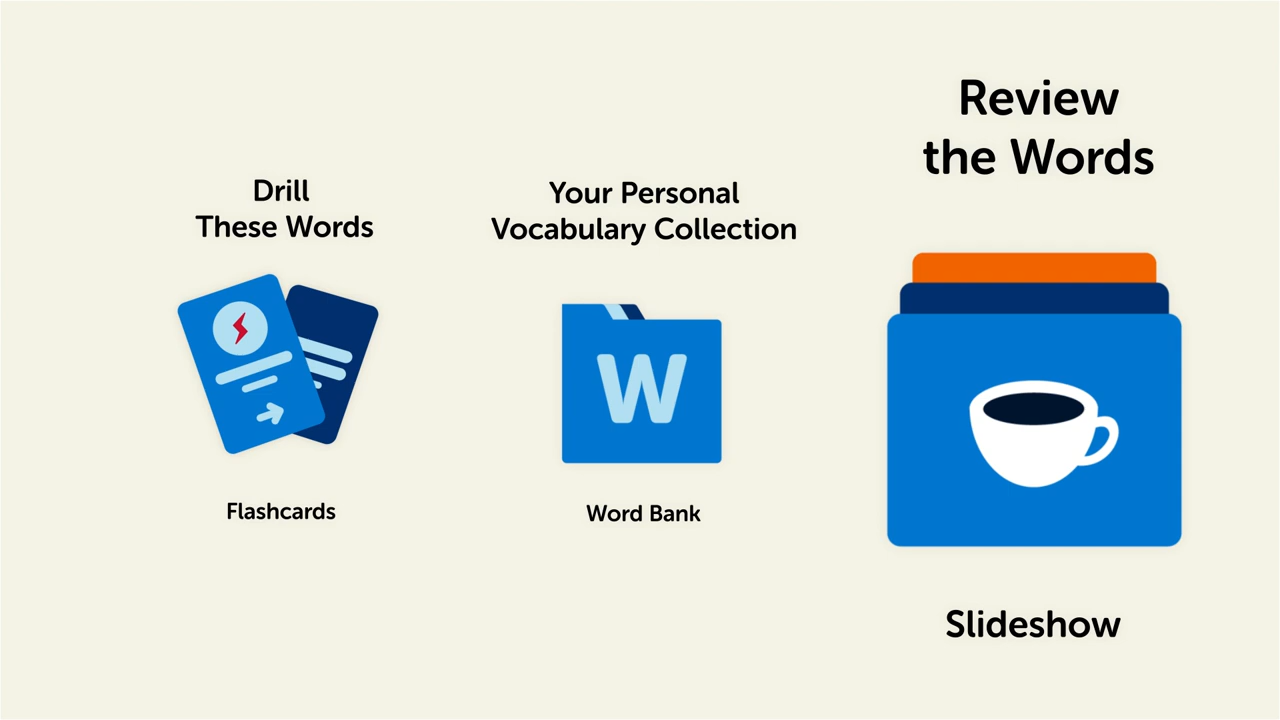 Drill
These Words
Flashcards
Your Personal
Vocabulary Collection
W
Word Bank
Review
the Words
Slideshow